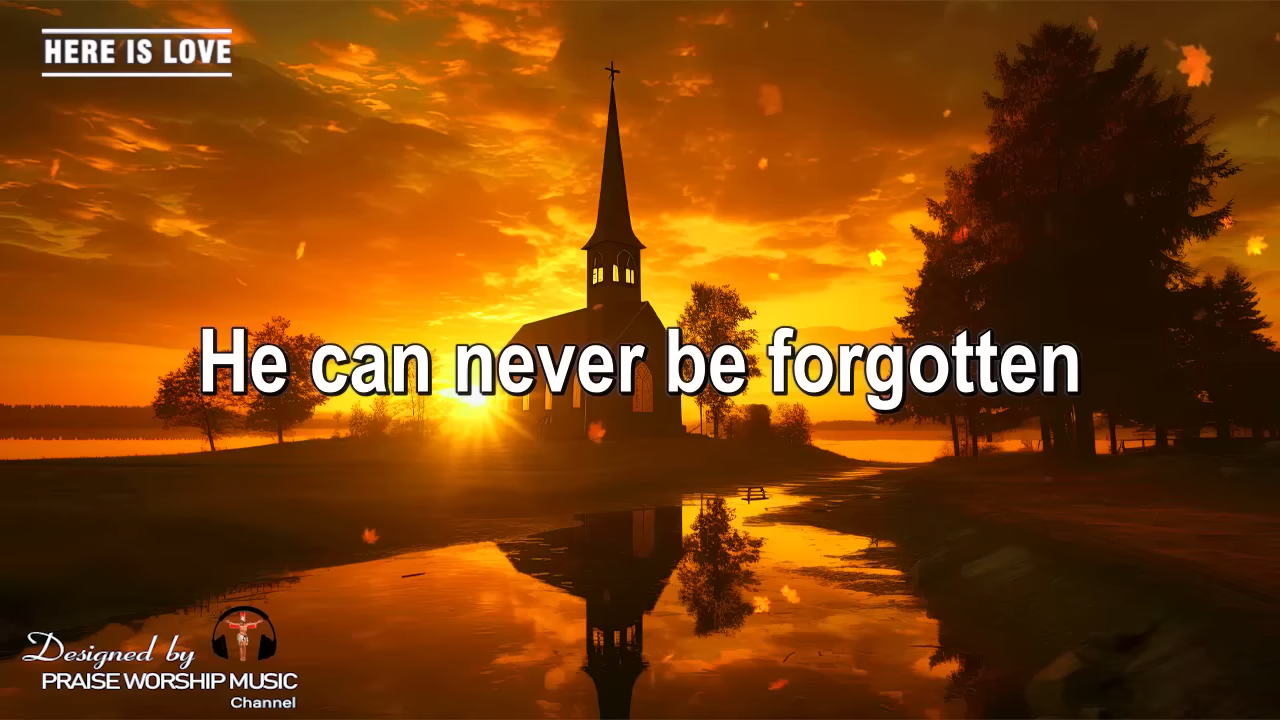 HERE IS LOVE
He can never be forgotten
Designed by
PRAISE WORSHIP MUSIC
Channel